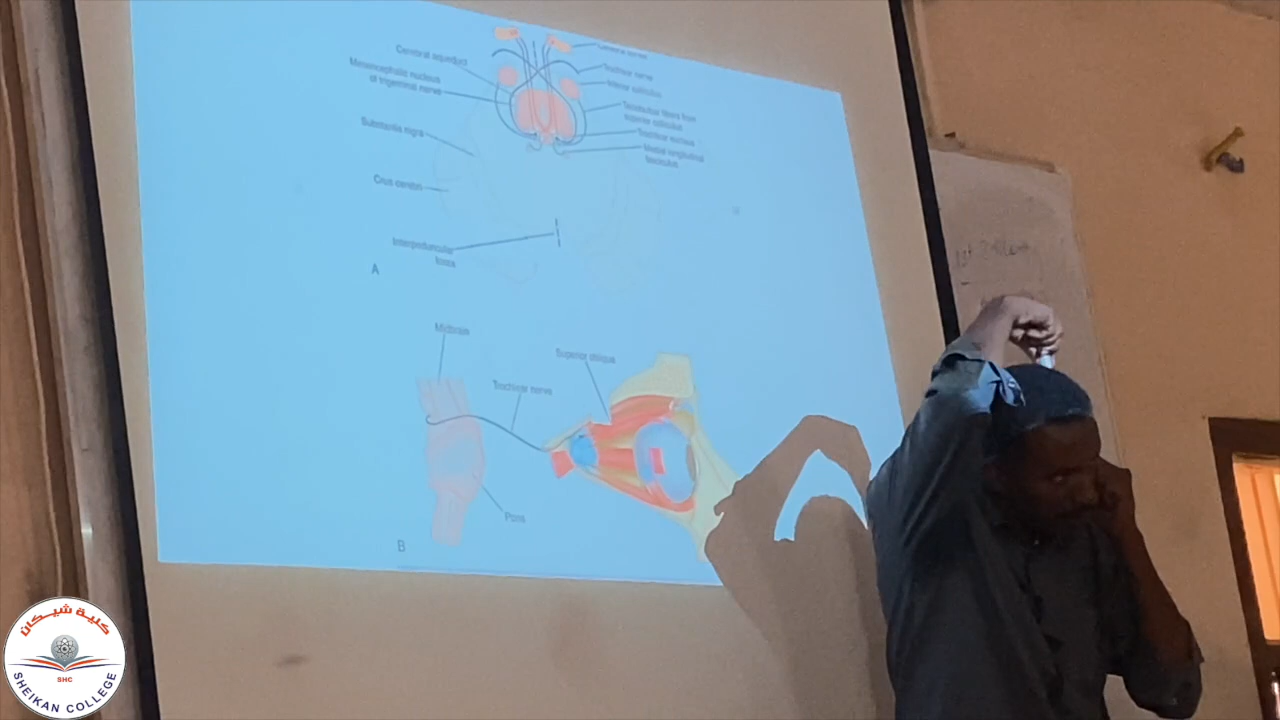 Cerebral aqueduct
Mesencephalic nucleus
of trigeminal nerve
Substantia nigra
Crus cerebri
Interpeduncular
fossa
A
Trochlear nerve
Inferior colliculus
Tectobulbar fibers from
superior colliculus
Trochlear nucleus
Medial longitudinal
fasciculus
Midbrain
Superior oblique
Trochlear nerve
Pons
B
كلية شيكان
SHC
SHEIKAN COLLEGE